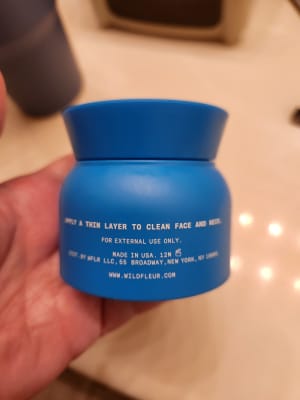 APPLY A THIN LAYER TO CLEAN FACE AND NECK.
FOR EXTERNAL USE ONLY.
MADE IN USA. 12M
DIST. BY WFLR LLC, 55 BROADWAY, NEW YORK, NY 10006.
WWW.WILDFLEUR.COM